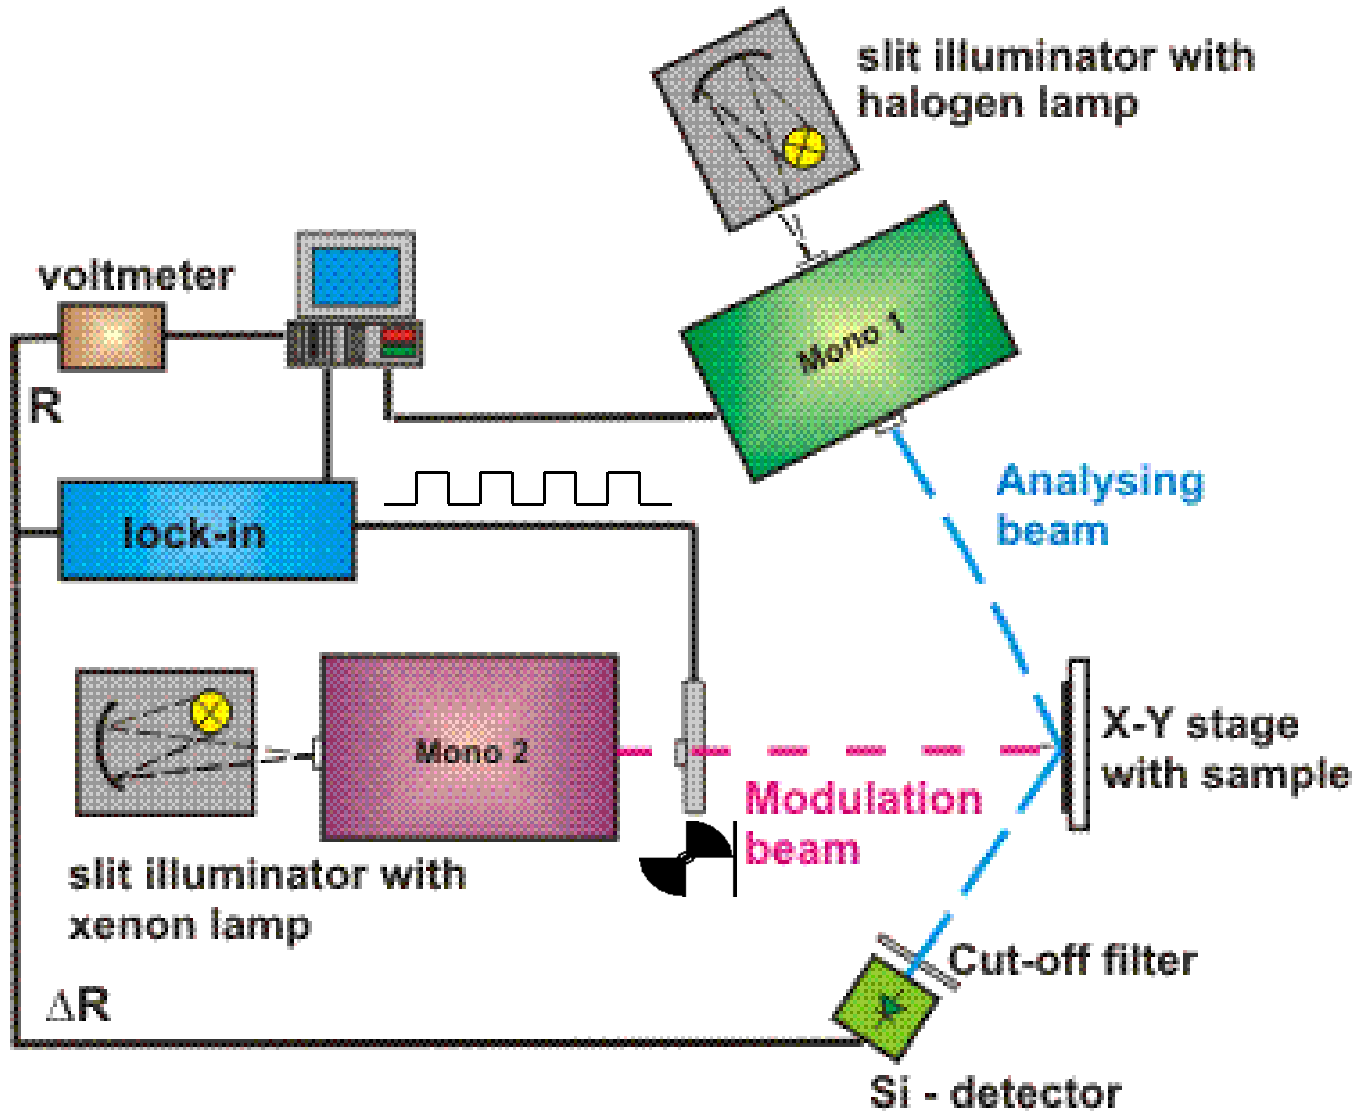 slit illuminator with
halogen lamp
voltmeter
Mono 1
R
Analysing
beam
lock-in
Mono 2
X-Y stage
with sample
Modulation
beam
slit illuminator with
xenon lamp
Cut-off filter
ΔR
Si - detector